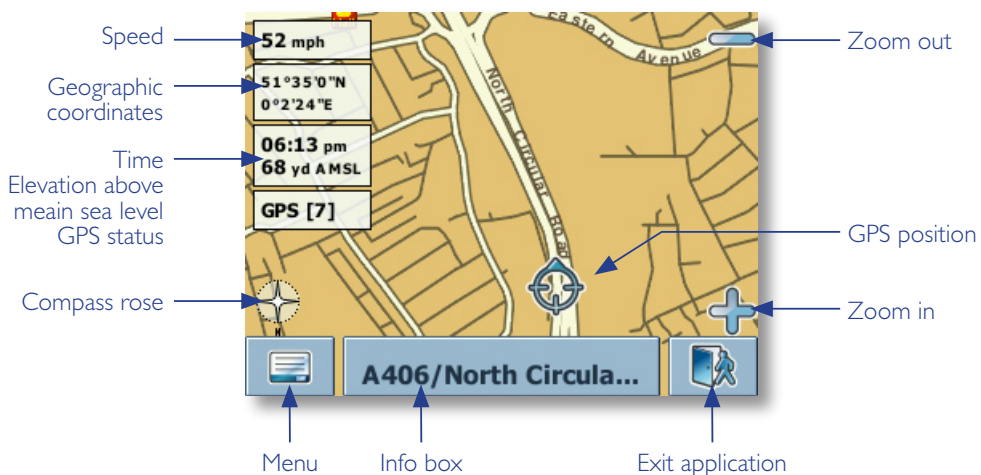 Speed
Geographic
coordinates
Time
Elevation above
meain sea level
GPS status
Compass rose
52 mph
51°35'0"N
0°2'24"E
06:13 pm
68 yd AMSL
GPS [7]
N
Eastern Avenue
North Circular Road
A406/North Circula...
Zoom out
GPS position
Zoom in
Menu
Info box
Exit application